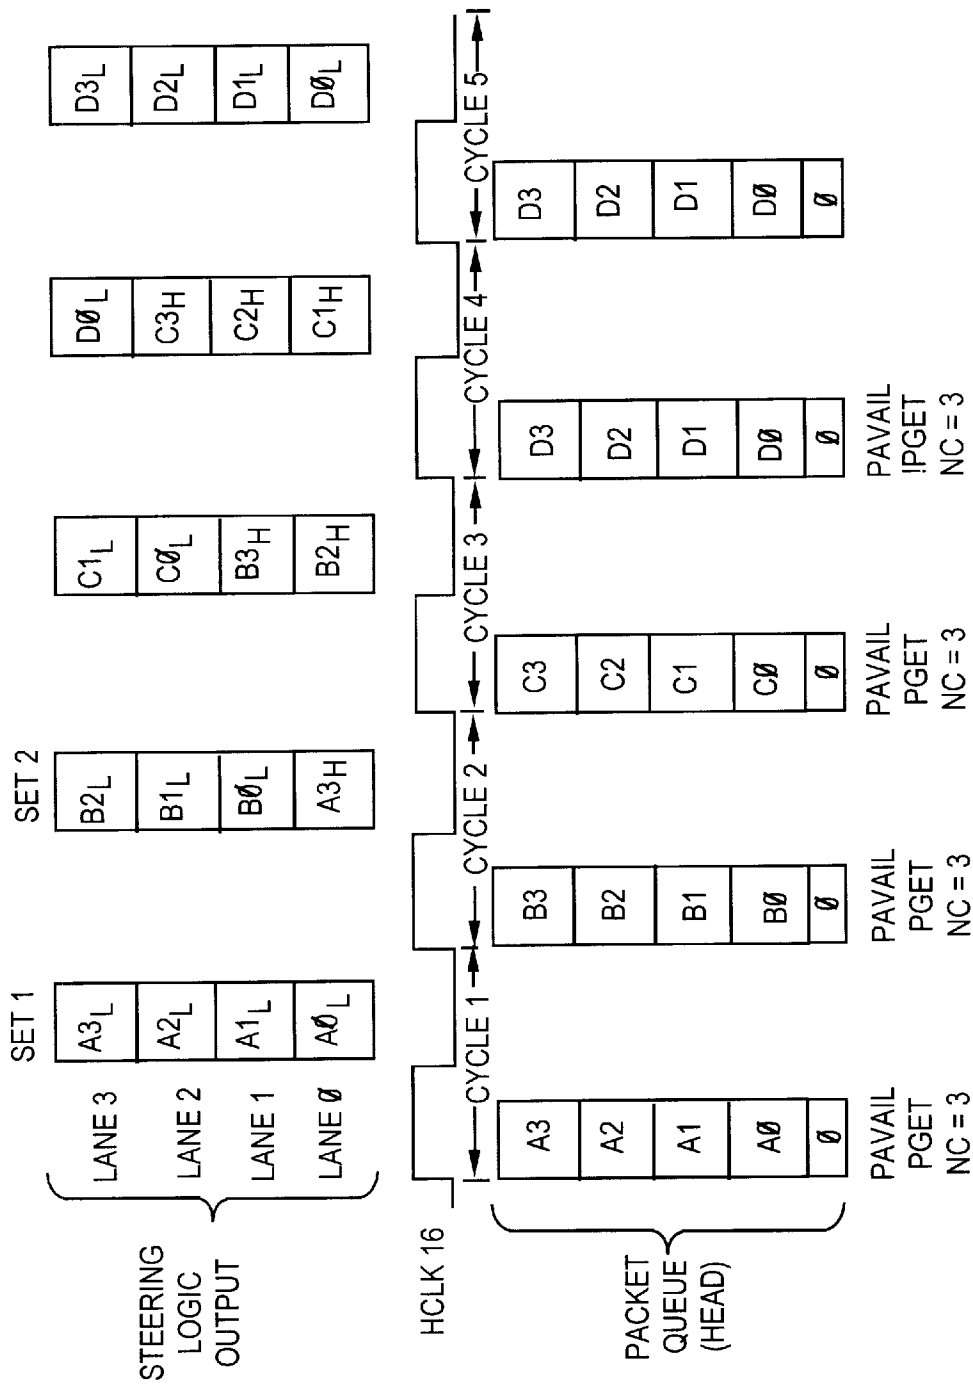 SET 1
SET 2
LANE 3 A3L B2L C1L DØL D3L
LANE 2 A2L B1L CØL C3H D2L
LANE 1 A1L BØL B3H C2H D1L
LANE Ø AØL A3H B2H C1H DØL
STEERING
LOGIC
OUTPUT
HCLK 16
CYCLE 1 CYCLE 2 CYCLE 3 CYCLE 4 CYCLE 5
A3 B3 C3 D3 D3
A2 B2 C2 D2 D2
A1 B1 C1 D1 D1
AØ BØ CØ DØ DØ
Ø Ø Ø Ø Ø
PACKET
QUEUE
(HEAD)
PAVAIL PAVAIL PAVAIL PAVAIL
PGET PGET PGET !PGET
NC = 3 NC = 3 NC = 3 NC = 3